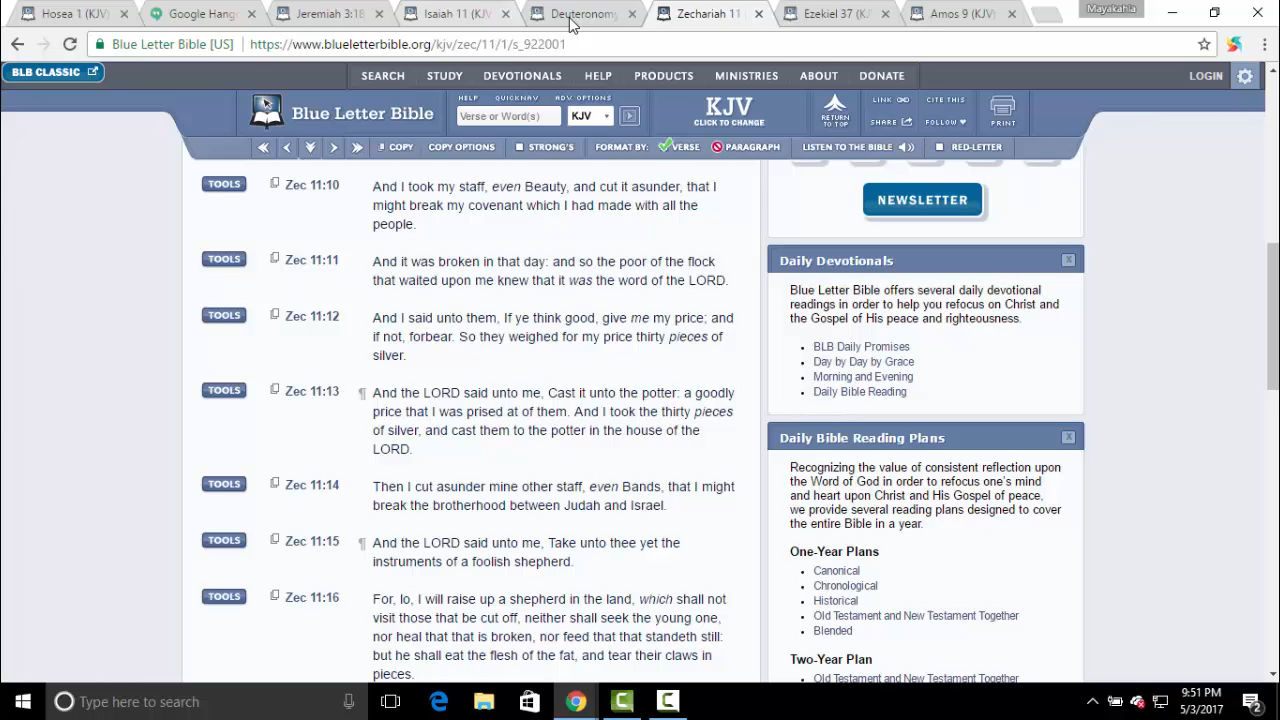 Hosea 1 (KJV)
Google Hang
Jeremiah 3:18
Isaiah 11 (KJV
Deuteronomy
Zechariah 11
Ezekiel 37 (KJ
Amos 9 (KJV)
Mayakahla
Blue Letter Bible [US]
https://www.blueletterbible.org/kjv/zec/11/1/s_922001
BLB CLASSIC
SEARCH
STUDY
DEVOTIONALS
HELP
PRODUCTS
MINISTRIES
ABOUT
DONATE
LOGIN
Blue Letter Bible
HELP
QUICKNAV
ADV. OPTIONS
Verse or Word(s)
KJV
KJV
CLICK TO CHANGE
RETURN
TO TOP
LINK
CITE THIS
SHARE
FOLLOW
PRINT
COPY
COPY OPTIONS
STRONG'S
FORMAT BY:
VERSE
PARAGRAPH
LISTEN TO THE BIBLE
RED-LETTER
TOOLS
Zec 11:10
And I took my staff, even Beauty, and cut it asunder, that I
might break my covenant which I had made with all the
people.
TOOLS
Zec 11:11
And it was broken in that day: and so the poor of the flock
that waited upon me knew that it was the word of the LORD.
TOOLS
Zec 11:12
And I said unto them, If ye think good, give me my price; and
if not, forbear. So they weighed for my price thirty pieces of
silver.
TOOLS
Zec 11:13
¶ And the LORD said unto me, Cast it unto the potter: a goodly
price that I was prised at of them. And I took the thirty pieces
of silver, and cast them to the potter in the house of the
LORD.
TOOLS
Zec 11:14
Then I cut asunder mine other staff, even Bands, that I might
break the brotherhood between Judah and Israel.
TOOLS
Zec 11:15
¶ And the LORD said unto me, Take unto thee yet the
instruments of a foolish shepherd.
TOOLS
Zec 11:16
For, lo, I will raise up a shepherd in the land, which shall not
visit those that be cut off, neither shall seek the young one,
nor heal that that is broken, nor feed that that standeth still:
but he shall eat the flesh of the fat, and tear their claws in
pieces.
NEWSLETTER
Daily Devotionals
Blue Letter Bible offers several daily devotional
readings in order to help you refocus on Christ and
the Gospel of His peace and righteousness.
• BLB Daily Promises
• Day by Day by Grace
• Morning and Evening
• Daily Bible Reading
Daily Bible Reading Plans
Recognizing the value of consistent reflection upon
the Word of God in order to refocus one's mind
and heart upon Christ and His Gospel of peace,
we provide several reading plans designed to cover
the entire Bible in a year.
One-Year Plans
• Canonical
• Chronological
• Historical
• Old Testament and New Testament Together
• Blended
Two-Year Plan
• Old Testament and New Testament Together
Type here to search
9:51 PM
5/3/2017
2